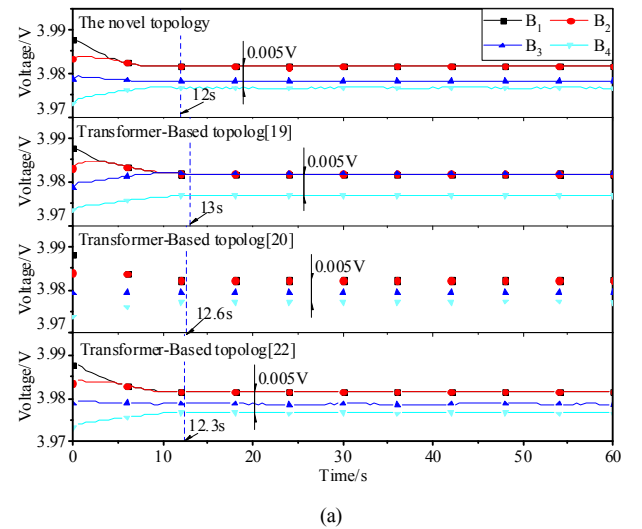 The novel topology
B1 B2
B3 B4
Voltage/V
3.99
3.98
3.97
0.005V
12s
Transformer-Based topolog[19]
Voltage/V
3.99
3.98
3.97
0.005V
13s
Transformer-Based topolog[20]
Voltage/V
3.99
3.98
3.97
0.005V
12.6s
Transformer-Based topolog[22]
Voltage/V
3.99
3.98
3.97
0.005V
12.3s
0 10 20 30 40 50 60
Time/s
(a)